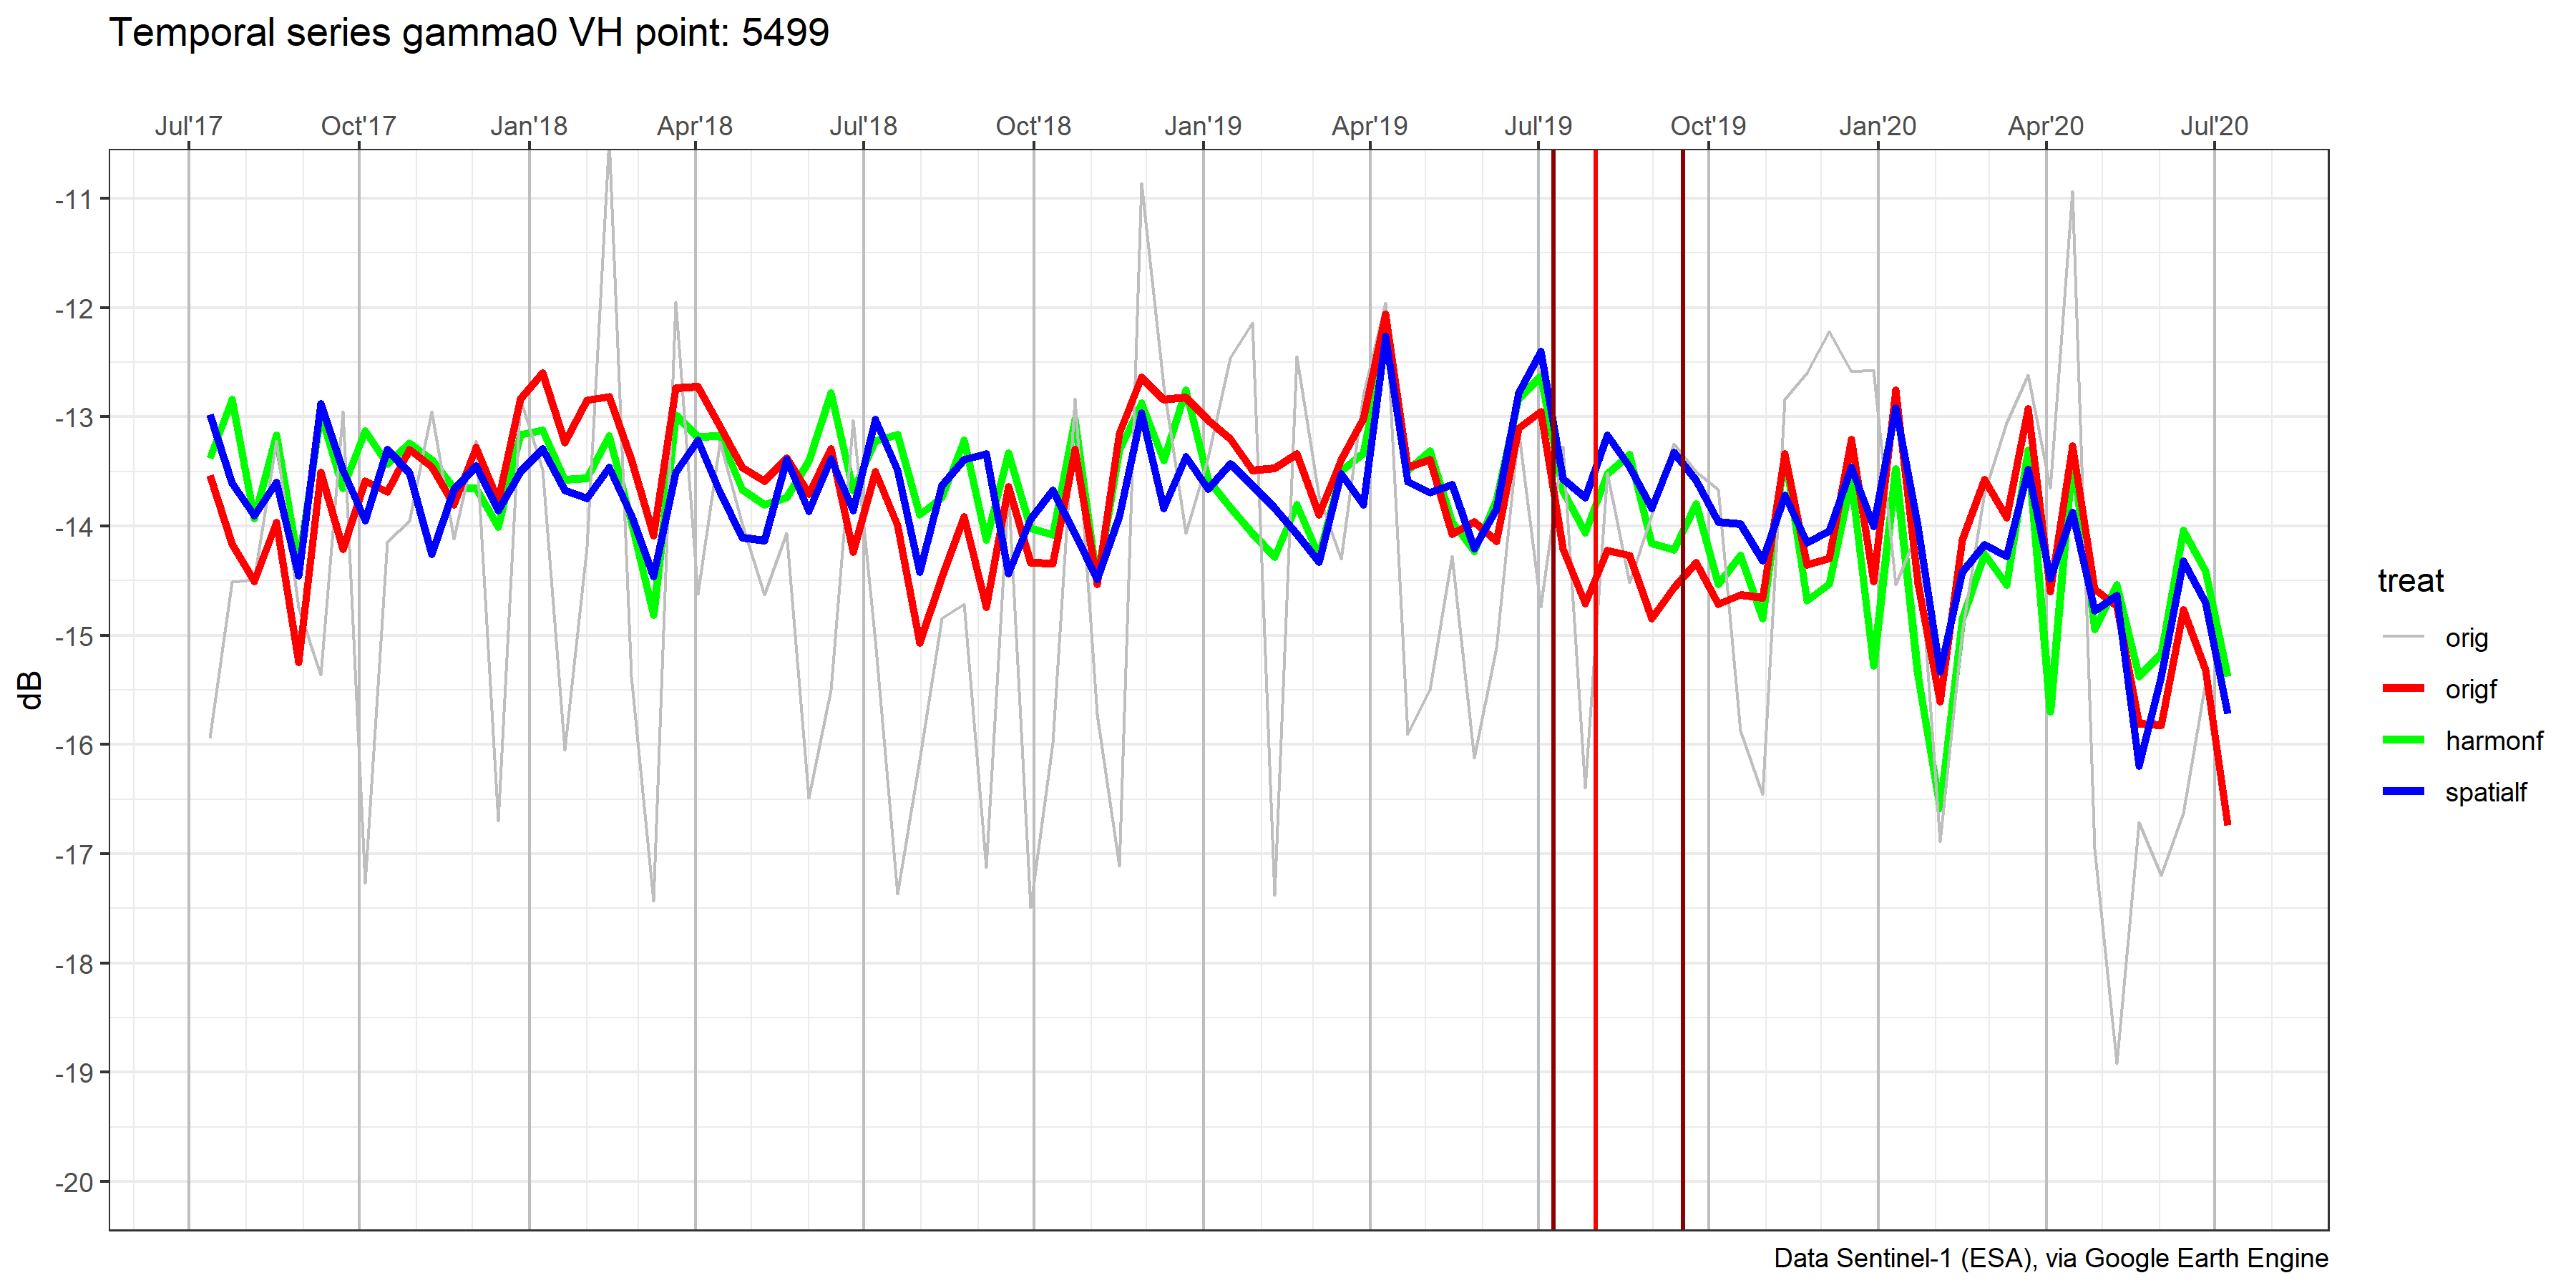 Temporal series gamma0 VH point: 5499
Jul'17 Oct'17 Jan'18 Apr'18 Jul'18 Oct'18 Jan'19 Apr'19 Jul'19 Oct'19 Jan'20 Apr'20 Jul'20
-11
-12
-13
-14
-15
-16
-17
-18
-19
-20
dB
treat
orig
origf
harmonf
spatialf
Data Sentinel-1 (ESA), via Google Earth Engine